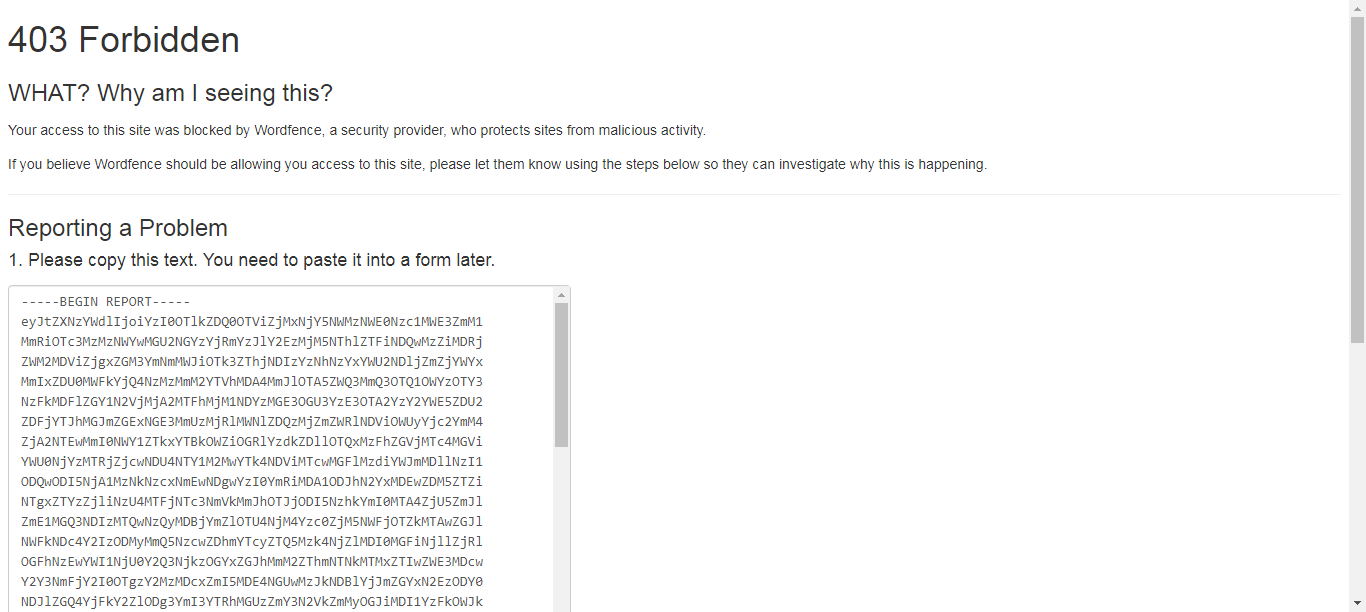 403 Forbidden
WHAT? Why am I seeing this?
Your access to this site was blocked by Wordfence, a security provider, who protects sites from malicious activity.
If you believe Wordfence should be allowing you access to this site, please let them know using the steps below so they can investigate why this is happening.
Reporting a Problem
1. Please copy this text. You need to paste it into a form later.
-----BEGIN REPORT-----
eyJtZXNzYWdlIjoiYzI0OTlkZDQ0OTViZjMxNjY5NWMzNWE0Nzc1MWE3ZmM1
MmRiOTc3MzMzNWYwMGU2NGYzYjRmYzJlY2EzMjM5NThlZTFiNDQwMzZiMDRj
ZWM2MDViZjgxZGM3YmNmMWJiOTk3ZThjNDIzYzNhNzYxYWU2NDljZmZjYWYx
MmIxZDU0MWFkYjQ4NzMzMmM2YTVhMDA4MmJlOTA5ZWQ3MmQ3OTQ1OWYzOTY3
NzFkMDFlZGY1N2VjMjA2MTFhMjM1NDYzMGE3OGU3YzE3OTA2YzY2YWE5ZDU2
ZDFjYTJhMGJmZGExNGE3MmUzMjRlMWNlZDQzMjZmZWRlNDViOWUyYjc2YmM4
ZjA2NTEwMmI0NWY1ZTkxYTBkOWZiOGRlYzdkZDllOTQxMzFhZGVjMTc4MGVi
YWU0NjYzMTRjZjcwNDU4NTY1M2MwYTk4NDViMTcwMGFlMzdiYWJmMDllNzI1
ODQwODI5NjA1MzNkNzcxNmEwNDgwYzI0YmRiMDA1ODJhN2YxMDEwZDM5ZTZi
NTgxZTYzZjliNzU4MTFjNTc3NmVkMmJhOTJjODI5NzhkYmI0MTA4ZjU5ZmJl
ZmE1MGQ3NDIzMTQwNzQyMDBjYmZlOTU4NjM4Yzc0ZjM5NWFjOTZkMTAwZGJl
NWFkNDc4Y2IzODMyMmQ5NzcwZDhmYTcyZTQ5Mzk4NjZlMDI0MGFiNjllZjRl
OGFhNzEwYWI1NjU0Y2Q3NjkzOGYxZGJhMmM2ZThmNTNkMTMxZTIwZWE3MDcw
Y2Y3NmFjY2I0OTgzY2MzMDcxZmI5MDE4NGUwMzJkNDBlYjJmZGYxN2EzODY0
NDJlZGQ4YjFkY2ZlODg3YmI3YTRhMGUzZmY3N2VkZmMyOGJiMDI1YzFkOWJk